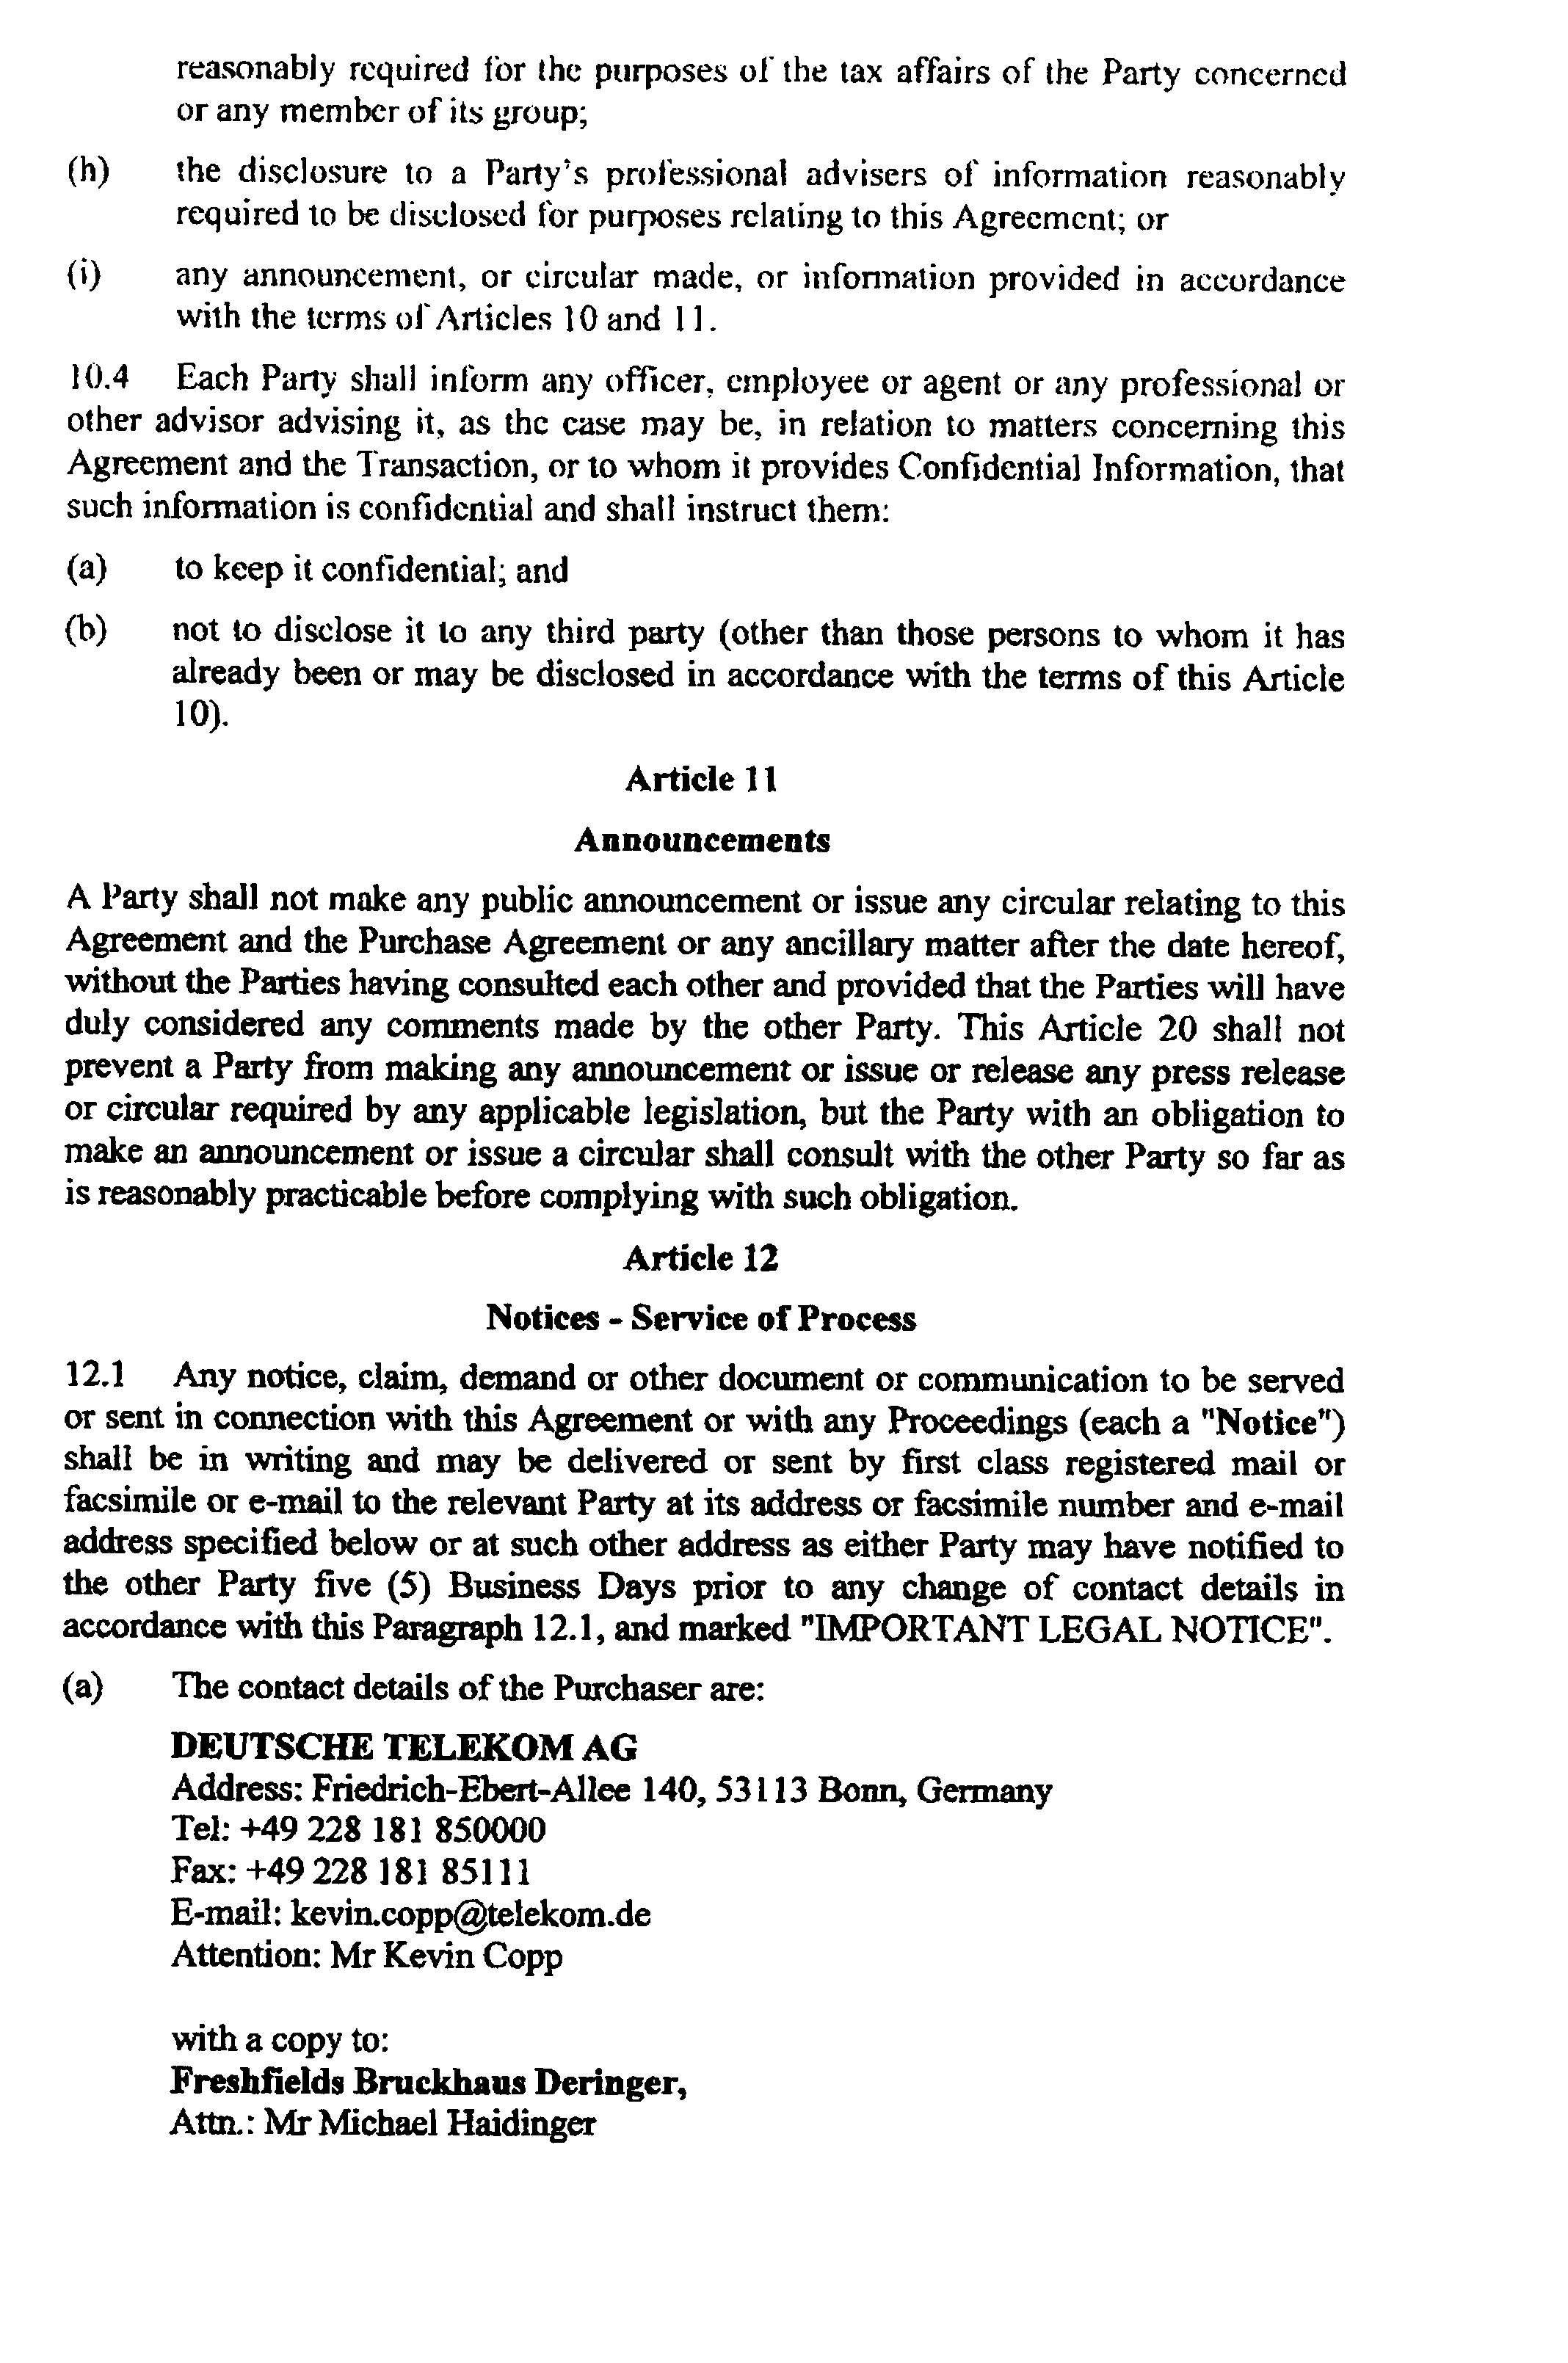 reasonably required for the purposes of the tax affairs of the Party concerned
or any member of its group;
(h) the disclosure to a Party's professional advisers of information reasonably
required to be disclosed for purposes relating to this Agreement; or
(i) any announcement, or circular made, or information provided in accordance
with the terms of Articles 10 and 11.
10.4 Each Party shall inform any officer, employee or agent or any professional or
other advisor advising it, as the case may be, in relation to matters concerning this
Agreement and the Transaction, or to whom it provides Confidential Information, that
such information is confidential and shall instruct them:
(a) to keep it confidential; and
(b) not to disclose it to any third party (other than those persons to whom it has
already been or may be disclosed in accordance with the terms of this Article
10).
Article 11
Announcements
A Party shall not make any public announcement or issue any circular relating to this
Agreement and the Purchase Agreement or any ancillary matter after the date hereof,
without the Parties having consulted each other and provided that the Parties will have
duly considered any comments made by the other Party. This Article 20 shall not
prevent a Party from making any announcement or issue or release any press release
or circular required by any applicable legislation, but the Party with an obligation to
make an announcement or issue a circular shall consult with the other Party so far as
is reasonably practicable before complying with such obligation.
Article 12
Notices - Service of Process
12.1 Any notice, claim, demand or other document or communication to be served
or sent in connection with this Agreement or with any Proceedings (each a "Notice")
shall be in writing and may be delivered or sent by first class registered mail or
facsimile or e-mail to the relevant Party at its address or facsimile number and e-mail
address specified below or at such other address as either Party may have notified to
the other Party five (5) Business Days prior to any change of contact details in
accordance with this Paragraph 12.1, and marked "IMPORTANT LEGAL NOTICE".
(a) The contact details of the Purchaser are:
DEUTSCHE TELEKOM AG
Address: Friedrich-Ebert-Allee 140, 53113 Bonn, Germany
Tel: +49 228 181 850000
Fax: +49 228 181 85111
E-mail: kevin.copp@telekom.de
Attention: Mr Kevin Copp
with a copy to:
Freshfields Bruckhaus Deringer,
Attn.: Mr Michael Haidinger